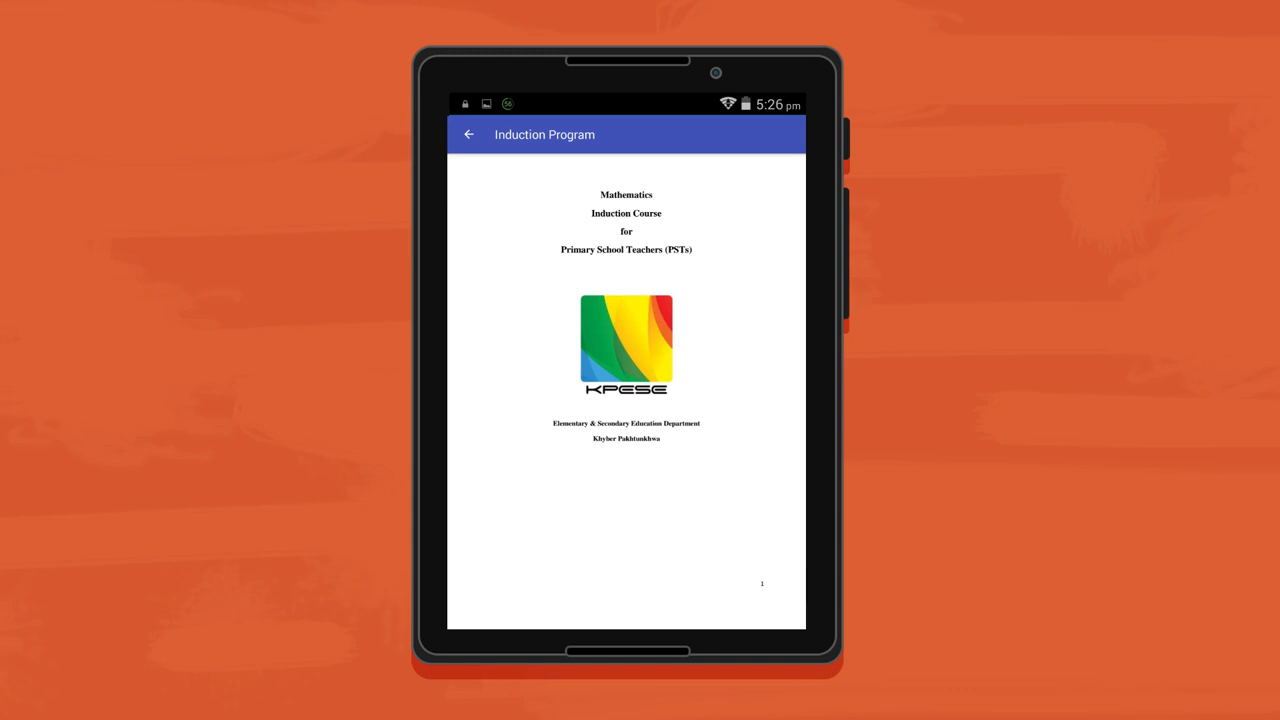 56
5:26 pm
Induction Program
Mathematics
Induction Course
for
Primary School Teachers (PSTs)
KPESE
Elementary & Secondary Education Department
Khyber Pakhtunkhwa
1